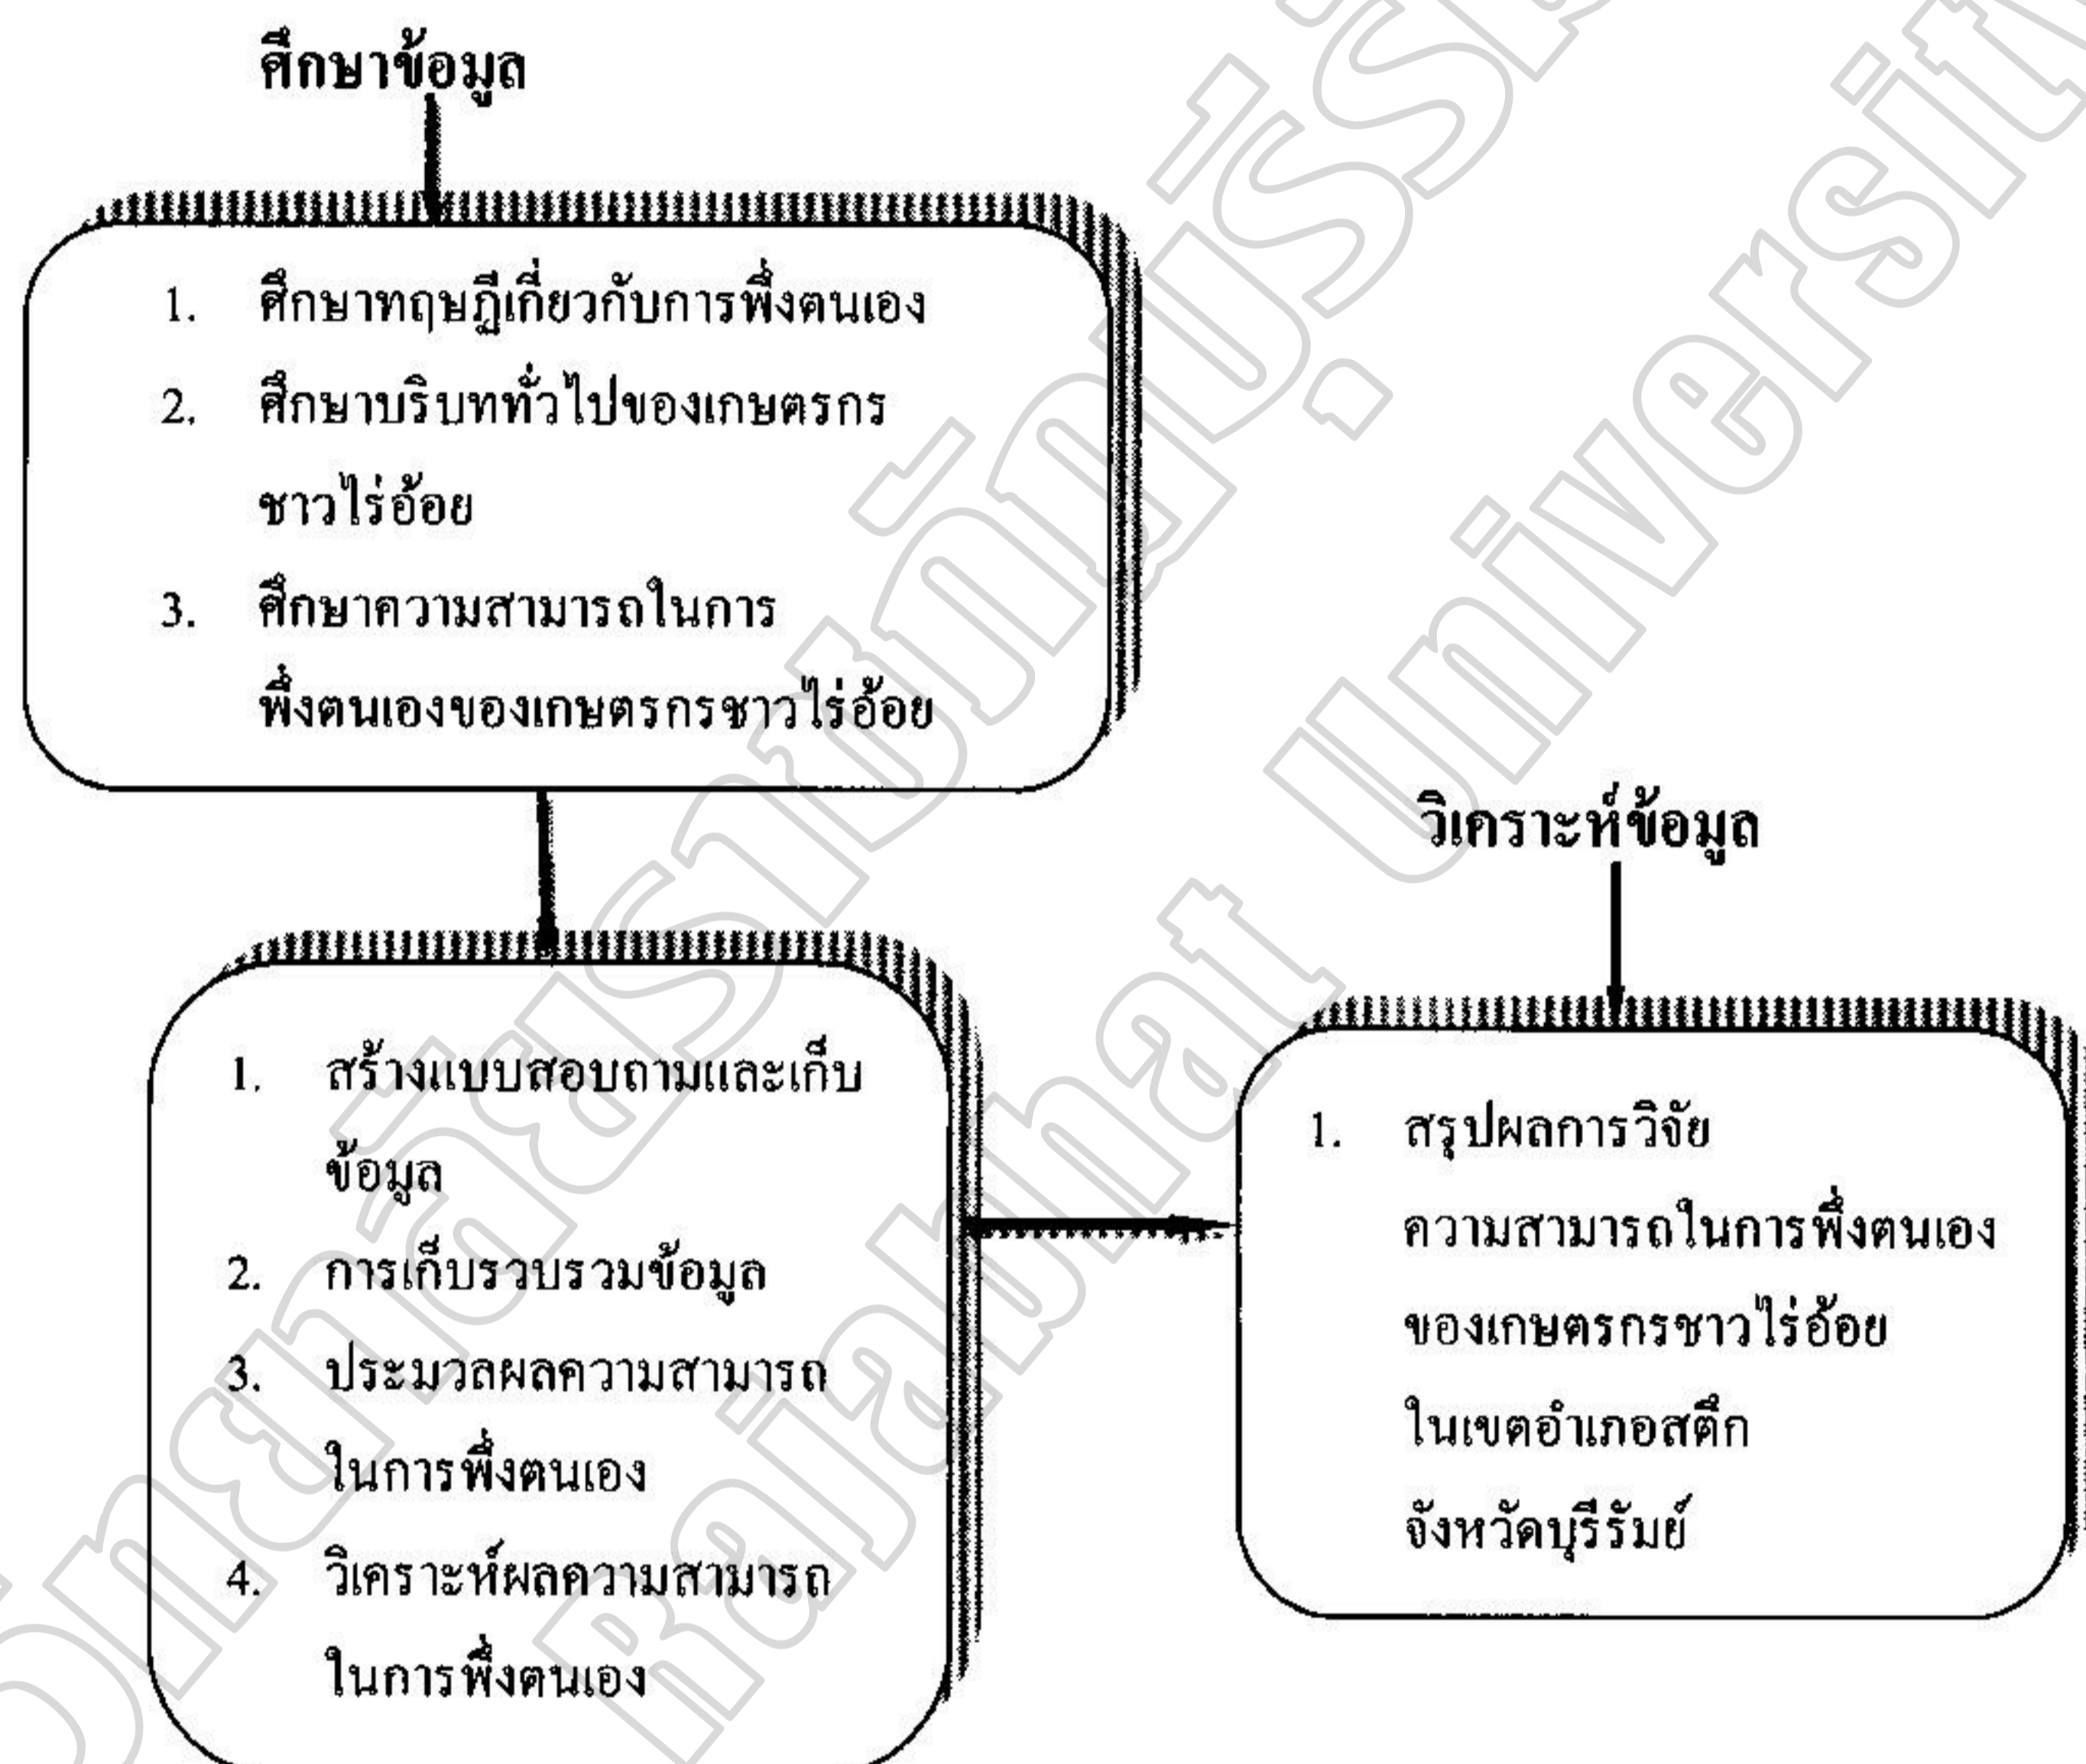 ศึกษาข้อมูล
1. ศึกษาทฤษฎีเกี่ยวกับการพึ่งตนเอง
2. ศึกษาบริบททั่วไปของเกษตรกร
ชาวไร่อ้อย
3. ศึกษาความสามารถในการ
พึ่งตนเองของเกษตรกรชาวไร่อ้อย
1. สร้างแบบสอบถามและเก็บ
ข้อมูล
2. การเก็บรวบรวมข้อมูล
3. ประมวลผลความสามารถ
ในการพึ่งตนเอง
4. วิเคราะห์ผลความสามารถ
ในการพึ่งตนเอง
วิเคราะห์ข้อมูล
1. สรุปผลการวิจัย
ความสามารถในการพึ่งตนเอง
ของเกษตรกรชาวไร่อ้อย
ในเขตอำเภอสตึก
จังหวัดบุรีรัมย์
Rajabhat University